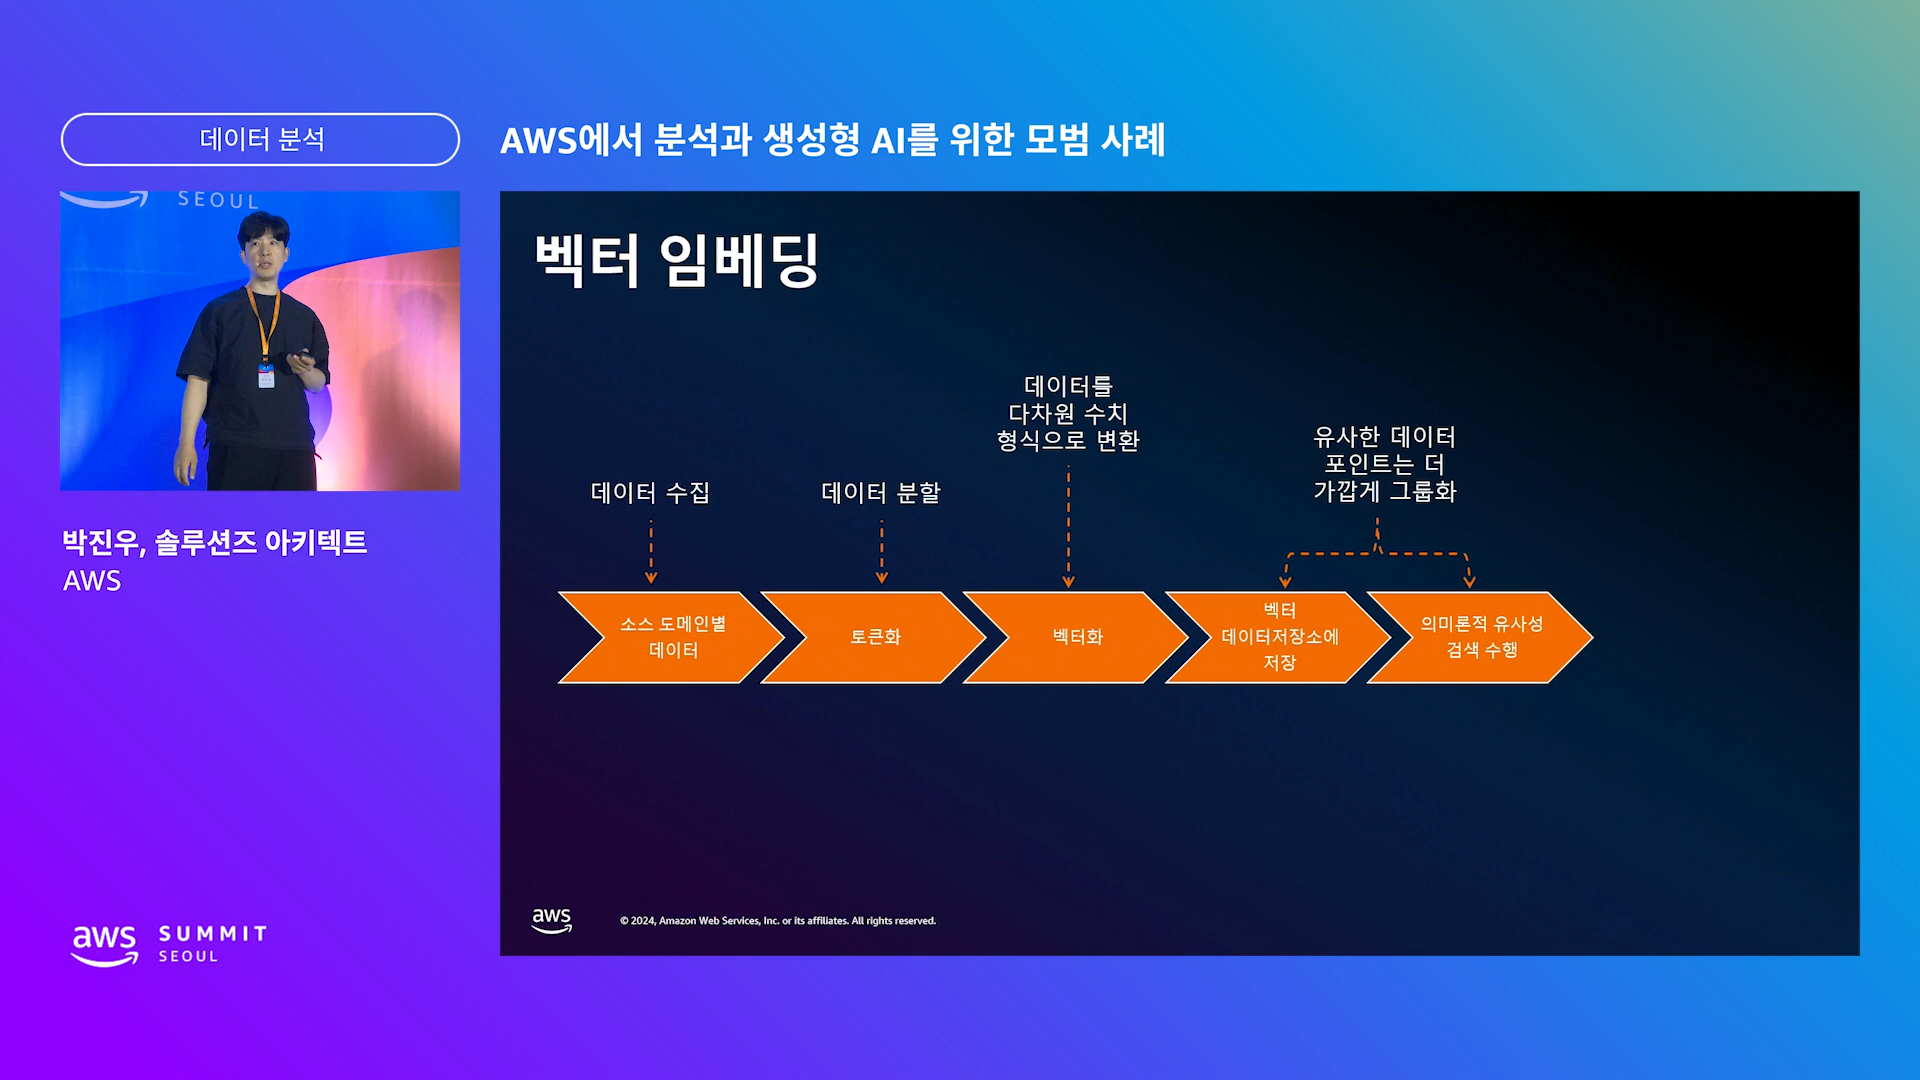 데이터 분석
AWS에서 분석과 생성형 AI를 위한 모범 사례
SEOUL
박진우, 솔루션즈 아키텍트
AWS
벡터 임베딩
데이터 수집
데이터 분할
데이터를
다차원 수치
형식으로 변환
유사한 데이터
포인트는 더
가깝게 그룹화
소스 도메인별
데이터
토큰화
벡터화
벡터
데이터저장소에
저장
의미론적 유사성
검색 수행
aws
© 2024, Amazon Web Services, Inc. or its affiliates. All rights reserved.
aws SUMMIT
SEOUL